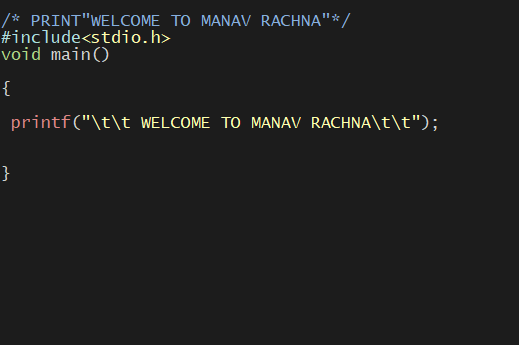 /* PRINT"WELCOME TO MANAV RACHNA"*/
#include<stdio.h>
void main()
{
printf("\t\t WELCOME TO MANAV RACHNA\t\t");
}